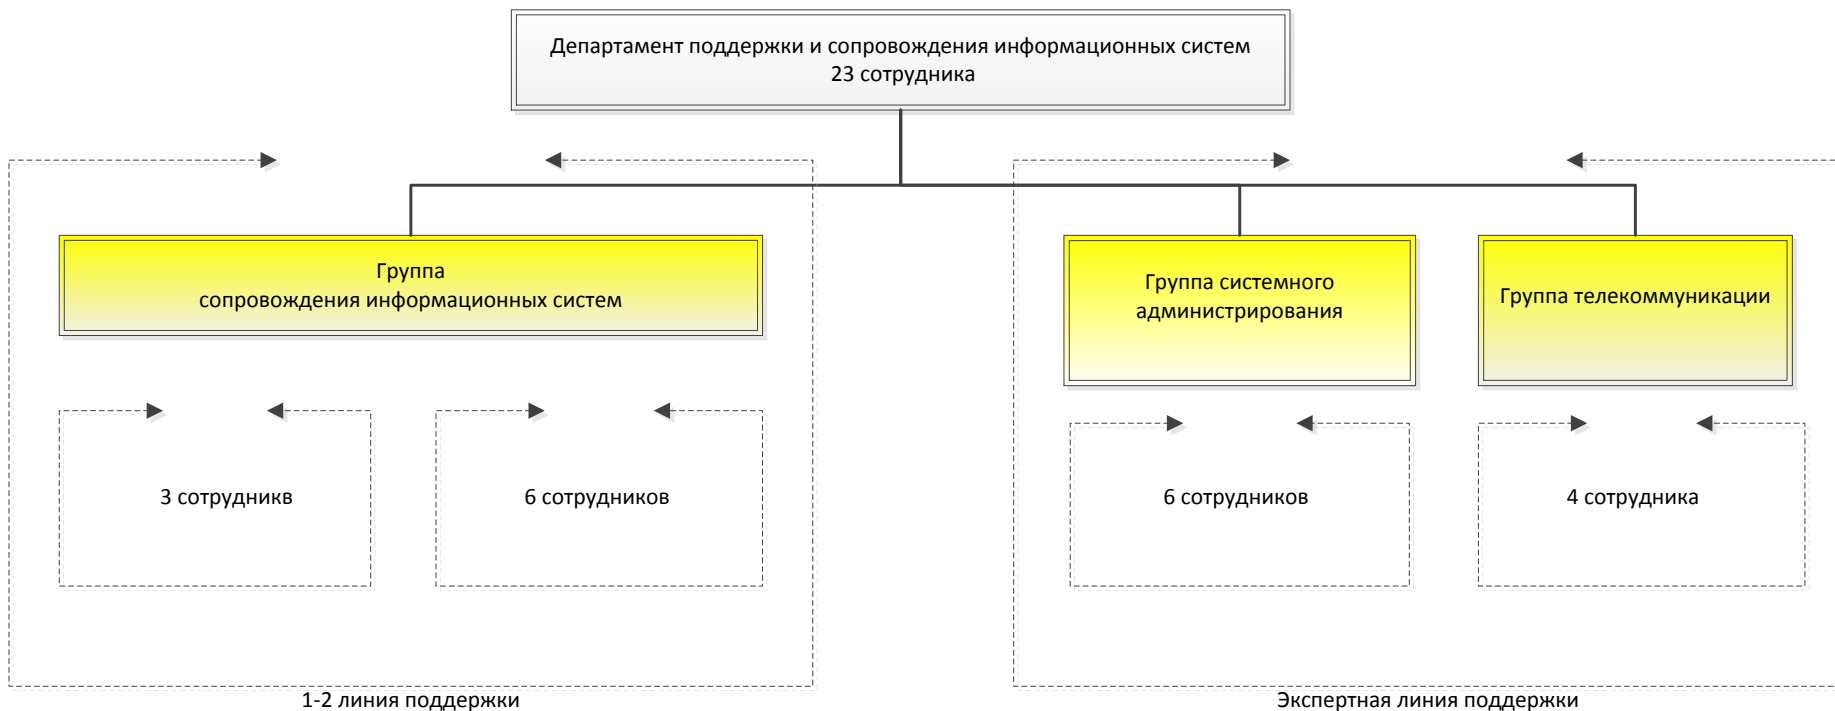 Департамент поддержки и сопровождения информационных систем
23 сотрудника
Группа
сопровождения информационных систем
Группа системного
администрирования
Группа телекоммуникации
3 сотрудникв
6 сотрудников
6 сотрудников
4 сотрудника
1-2 линия поддержки
Экспертная линия поддержки